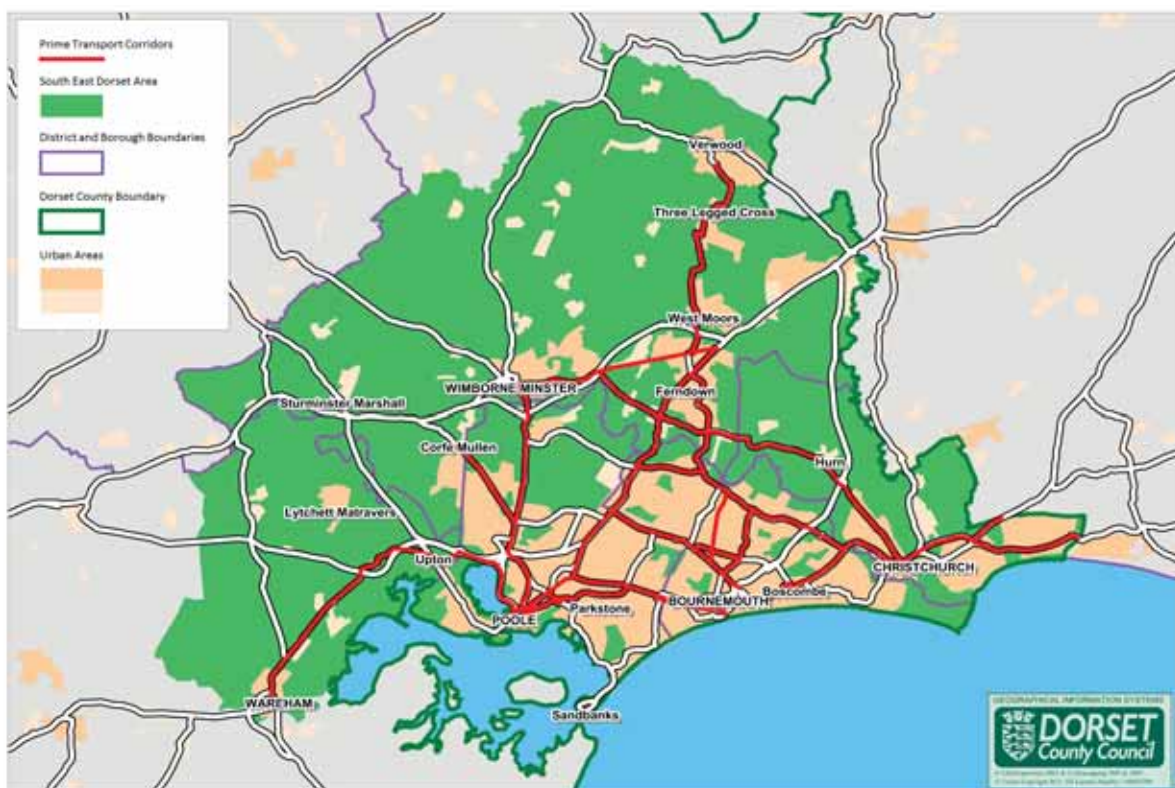 Prime Transport Corridors
South East Dorset Area
District and Borough Boundaries
Dorset County Boundary
Urban Areas
Verwood
Three Legged Cross
West Moors
WIMBORNE MINSTER
Ferndown
Sturminster Marshall
Corfe Mullen
Hurn
Lytchett Matravers
Upton
CHRISTCHURCH
Boscombe
BOURNEMOUTH
Parkstone
POOLE
WAREHAM
Sandbanks
GEOGRAPHICAL INFORMATION SYSTEMS
DORSET
County Council